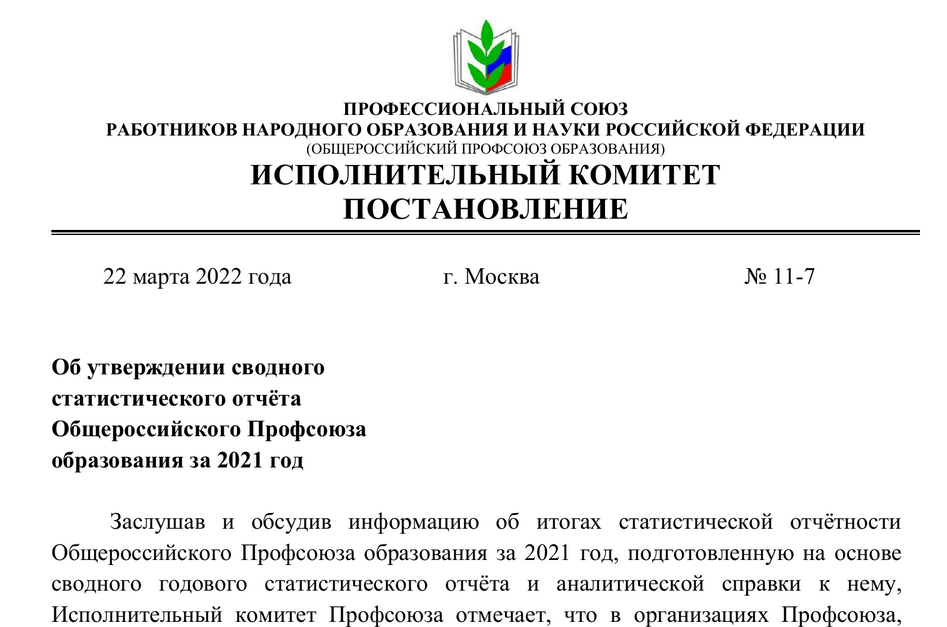 ПРОФЕССИОНАЛЬНЫЙ СОЮЗ
РАБОТНИКОВ НАРОДНОГО ОБРАЗОВАНИЯ И НАУКИ РОССИЙСКОЙ ФЕДЕРАЦИИ
(ОБЩЕРОССИЙСКИЙ ПРОФСОЮЗ ОБРАЗОВАНИЯ)
ИСПОЛНИТЕЛЬНЫЙ КОМИТЕТ
ПОСТАНОВЛЕНИЕ
22 марта 2022 года г. Москва № 11-7
Об утверждении сводного
статистического отчёта
Общероссийского Профсоюза
образования за 2021 год
Заслушав и обсудив информацию об итогах статистической отчётности
Общероссийского Профсоюза образования за 2021 год, подготовленную на основе
сводного годового статистического отчёта и аналитической справки к нему,
Исполнительный комитет Профсоюза отмечает, что в организациях Профсоюза,